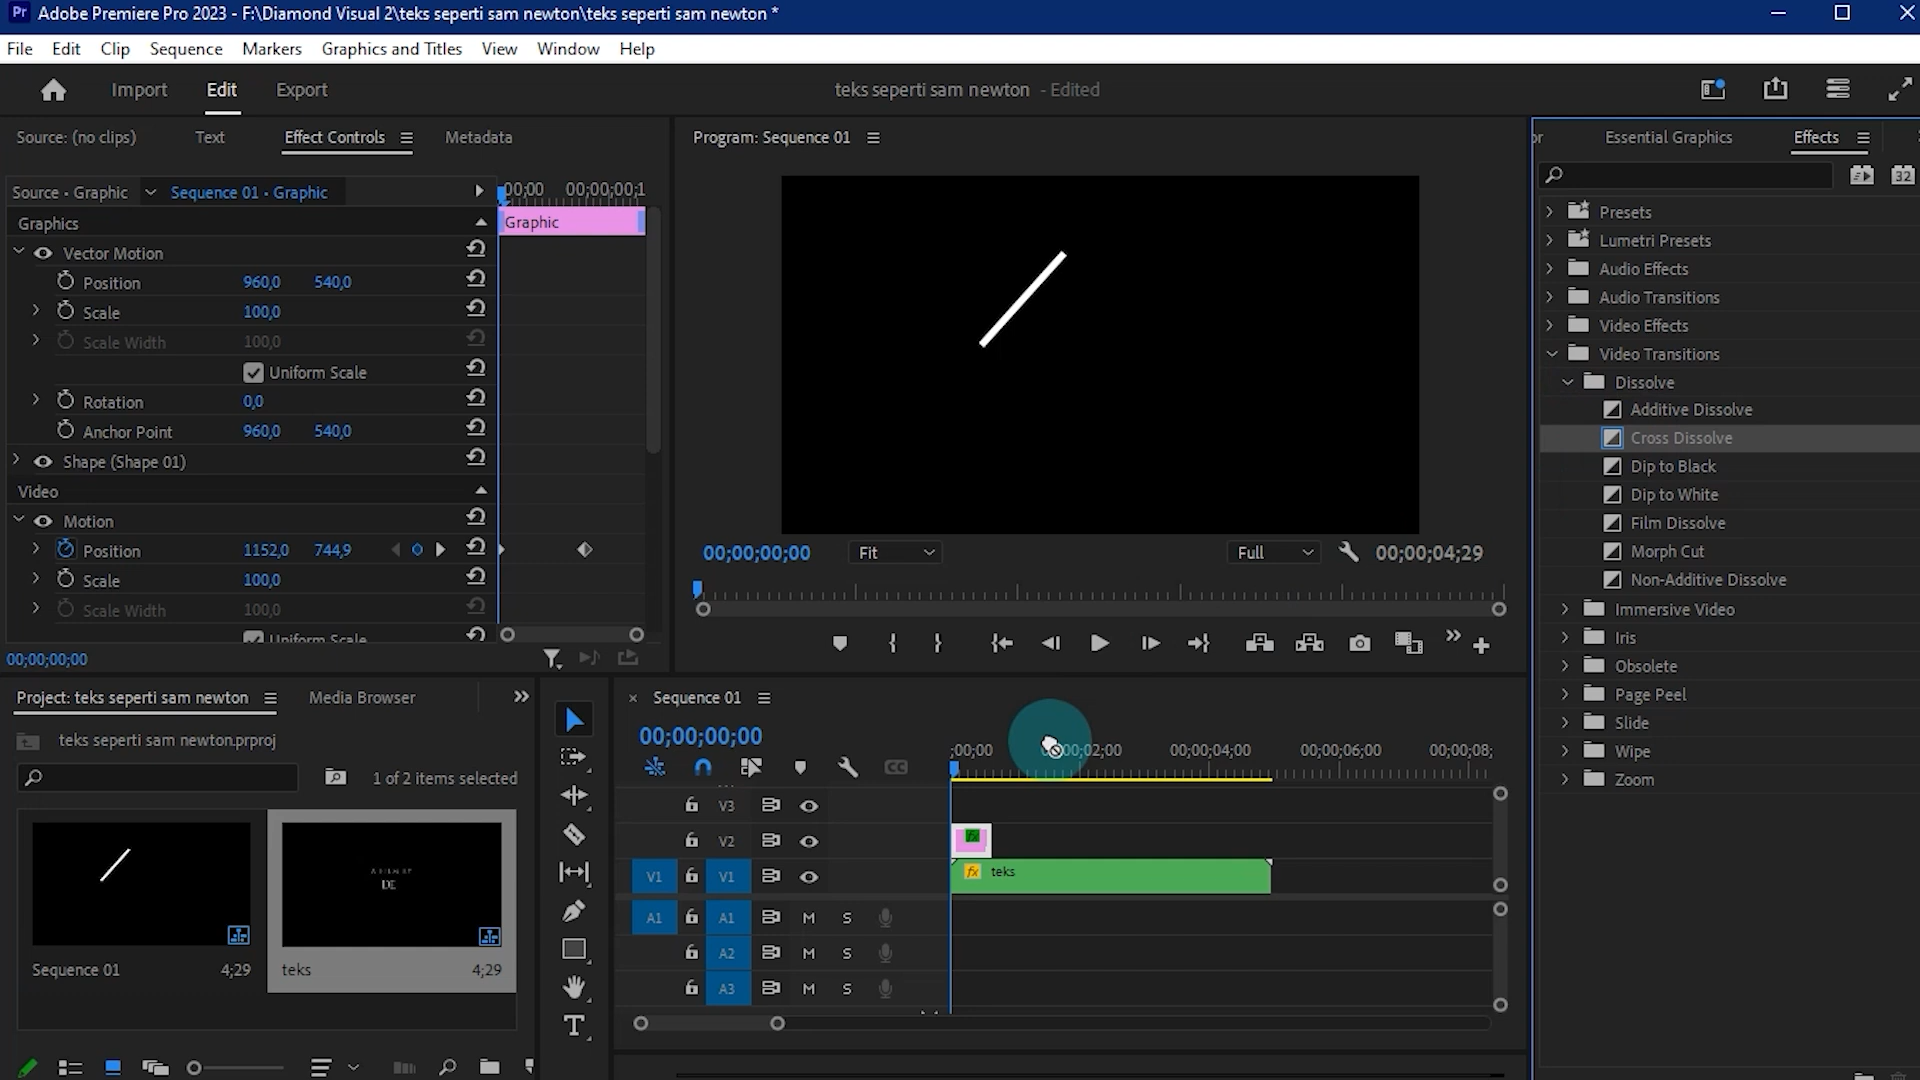 Pr Adobe Premiere Pro 2023 - F:\Diamond Visual 2\teks seperti sam newton\teks seperti sam newton *
File Edit Clip Sequence Markers Graphics and Titles View Window Help
Import Edit Export
teks seperti sam newton - Edited
Source: (no clips) Text Effect Controls Metadata
Source · Graphic Sequence 01 · Graphic
00;00 00;00;00;1
Graphics
Graphic
Vector Motion
Position 960,0 540,0
Scale 100,0
Scale Width 100,0
Uniform Scale
Rotation 0,0
Anchor Point 960,0 540,0
Shape (Shape 01)
Video
Motion
Position 1152,0 744,9
Scale 100,0
Scale Width 100,0
Uniform Scale
00;00;00;00
Program: Sequence 01
00;00;00;00 Fit Full 00;00;04;29
Essential Graphics Effects
32
Presets
Lumetri Presets
Audio Effects
Audio Transitions
Video Effects
Video Transitions
Dissolve
Additive Dissolve
Cross Dissolve
Dip to Black
Dip to White
Film Dissolve
Morph Cut
Non-Additive Dissolve
Immersive Video
Iris
Obsolete
Page Peel
Slide
Wipe
Zoom
Project: teks seperti sam newton Media Browser
teks seperti sam newton.prproj
1 of 2 items selected
DE
Sequence 01 4;29
teks 4;29
Sequence 01
00;00;00;00
;00;00 00;02;00 00;00;04;00 00;00;06;00 00;00;08;
CC
V3
V2 fx
V1 V1 fx teks
A1 A1 M S
A2 M S
A3 M S